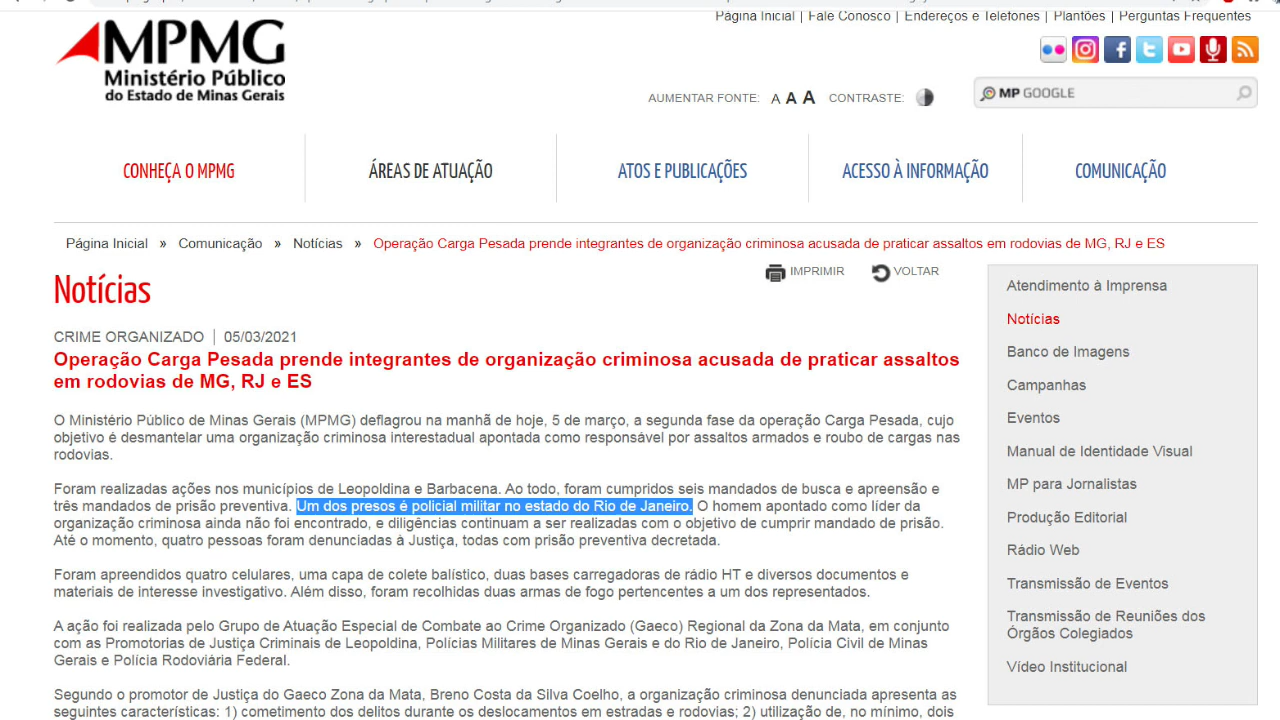 Página Inicial | Fale Conosco | Endereços e Telefones | Plantões | Perguntas Frequentes
MPMG
Ministério Público
do Estado de Minas Gerais
AUMENTAR FONTE: A A A CONTRASTE:
MP GOOGLE
CONHEÇA O MPMG
ÁREAS DE ATUAÇÃO
ATOS E PUBLICAÇÕES
ACESSO À INFORMAÇÃO
COMUNICAÇÃO
Página Inicial » Comunicação » Notícias » Operação Carga Pesada prende integrantes de organização criminosa acusada de praticar assaltos em rodovias de MG, RJ e ES
IMPRIMIR VOLTAR
Notícias
CRIME ORGANIZADO | 05/03/2021
Operação Carga Pesada prende integrantes de organização criminosa acusada de praticar assaltos
em rodovias de MG, RJ e ES
O Ministério Público de Minas Gerais (MPMG) deflagrou na manhã de hoje, 5 de março, a segunda fase da operação Carga Pesada, cujo
objetivo é desmantelar uma organização criminosa interestadual apontada como responsável por assaltos armados e roubo de cargas nas
rodovias.
Foram realizadas ações nos municípios de Leopoldina e Barbacena. Ao todo, foram cumpridos seis mandados de busca e apreensão e
três mandados de prisão preventiva. Um dos presos é policial militar no estado do Rio de Janeiro. O homem apontado como líder da
organização criminosa ainda não foi encontrado, e diligências continuam a ser realizadas com o objetivo de cumprir mandado de prisão.
Até o momento, quatro pessoas foram denunciadas à Justiça, todas com prisão preventiva decretada.
Foram apreendidos quatro celulares, uma capa de colete balístico, duas bases carregadoras de rádio HT e diversos documentos e
materiais de interesse investigativo. Além disso, foram recolhidas duas armas de fogo pertencentes a um dos representados.
A ação foi realizada pelo Grupo de Atuação Especial de Combate ao Crime Organizado (Gaeco) Regional da Zona da Mata, em conjunto
com as Promotorias de Justiça Criminais de Leopoldina, Polícias Militares de Minas Gerais e do Rio de Janeiro, Polícia Civil de Minas
Gerais e Polícia Rodoviária Federal.
Segundo o promotor de Justiça do Gaeco Zona da Mata, Breno Costa da Silva Coelho, a organização criminosa denunciada apresenta as
seguintes características: 1) cometimento dos delitos durante os deslocamentos em estradas e rodovias; 2) utilização de, no mínimo, dois
Atendimento à Imprensa
Notícias
Banco de Imagens
Campanhas
Eventos
Manual de Identidade Visual
MP para Jornalistas
Produção Editorial
Rádio Web
Transmissão de Eventos
Transmissão de Reuniões dos
Órgãos Colegiados
Vídeo Institucional